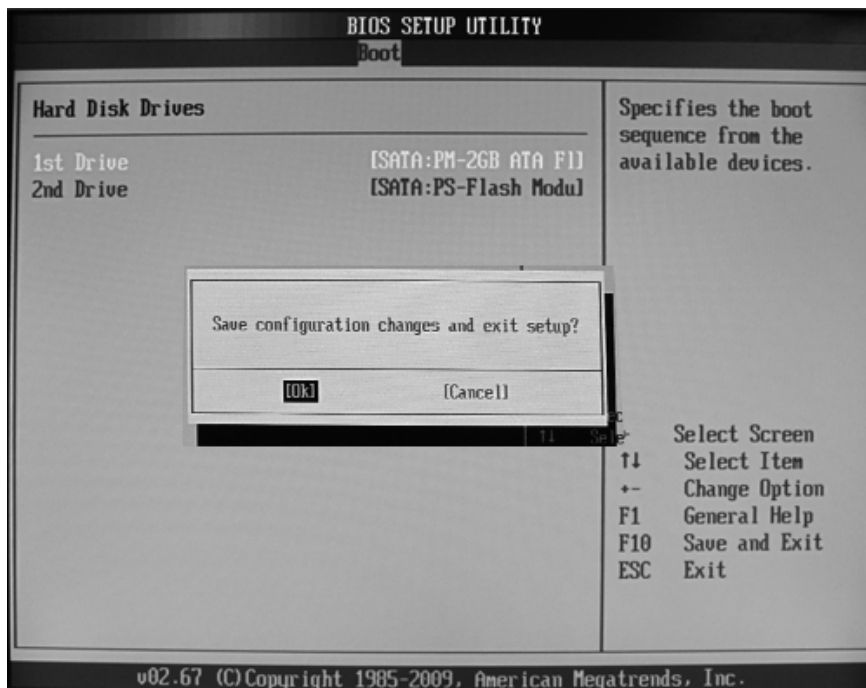 BIOS SETUP UTILITY
Boot
Hard Disk Drives
1st Drive [SATA:PM-2GB ATA Fl]
2nd Drive [SATA:PS-Flash Modu]
Specifies the boot
sequence from the
available devices.
Save configuration changes and exit setup?
[Ok] [Cancel]
Select Screen
↑↓ Select Item
+- Change Option
F1 General Help
F10 Save and Exit
ESC Exit
v02.67 (C)Copyright 1985-2009, American Megatrends, Inc.